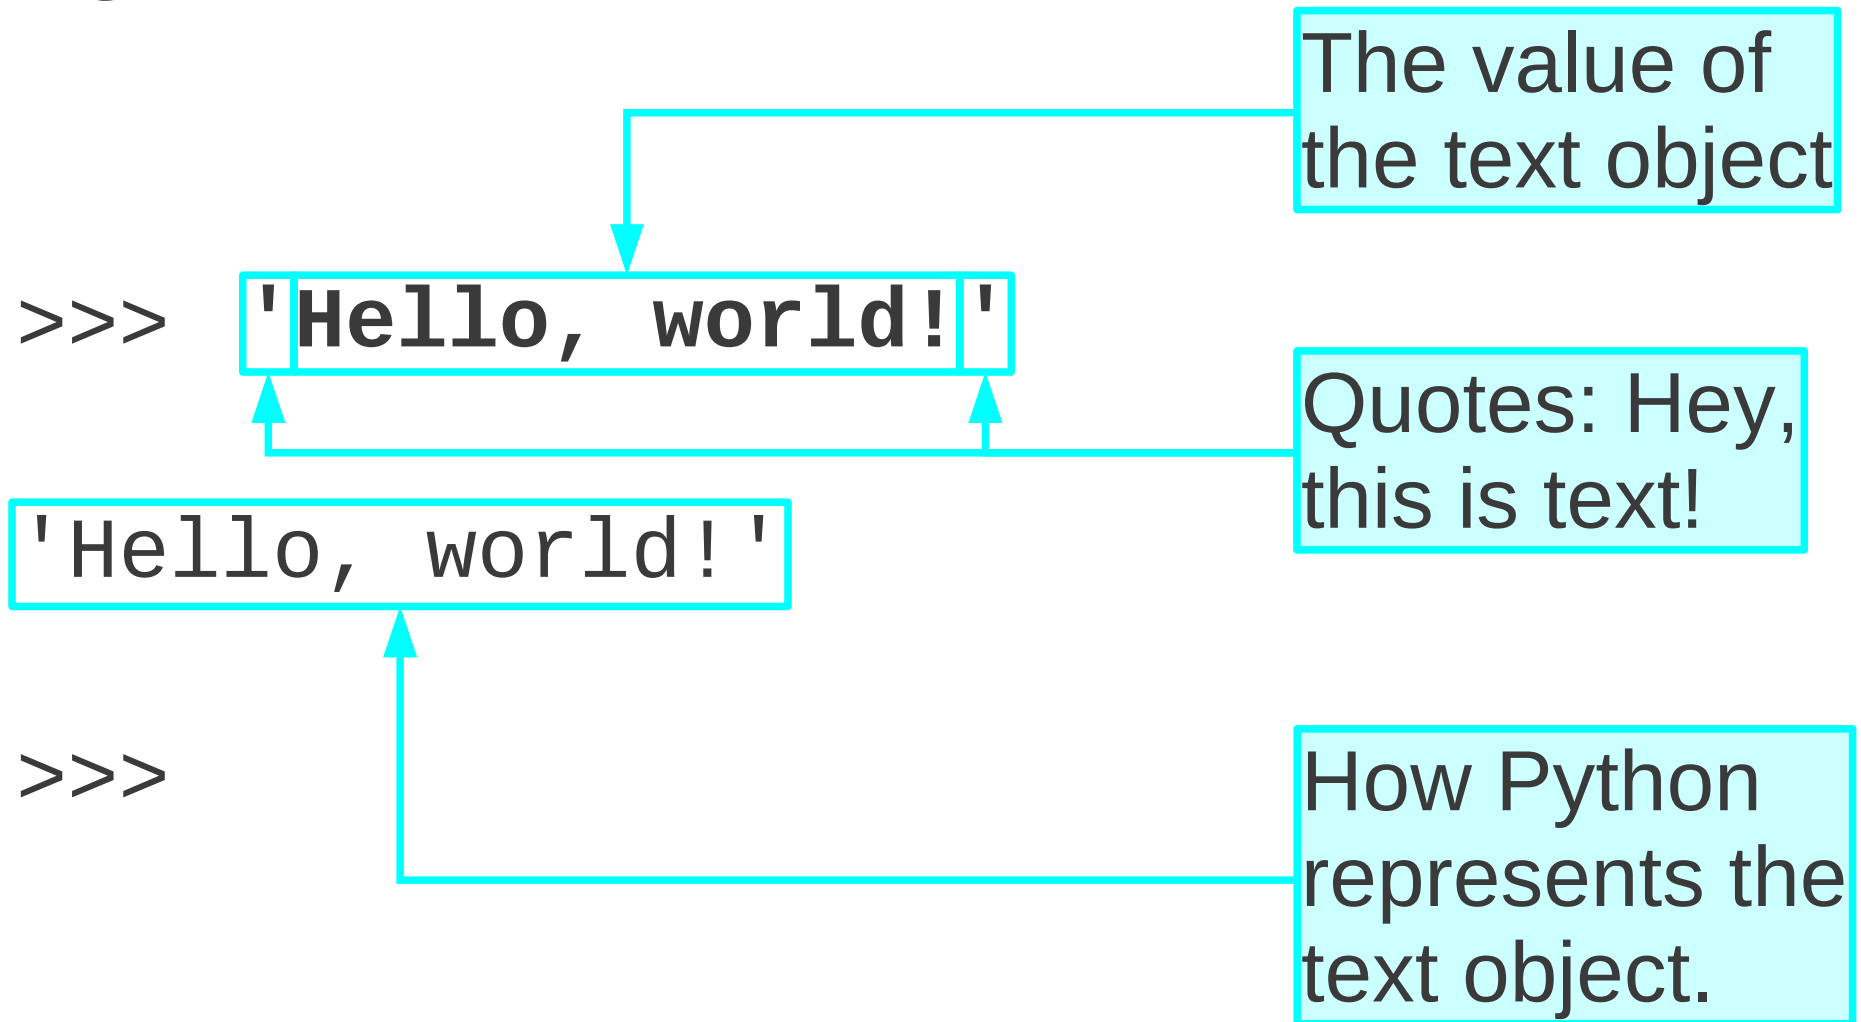 The value of
the text object
>>> 'Hello, world!'
Quotes: Hey,
this is text!
'Hello, world!'
>>>
How Python
represents the
text object.